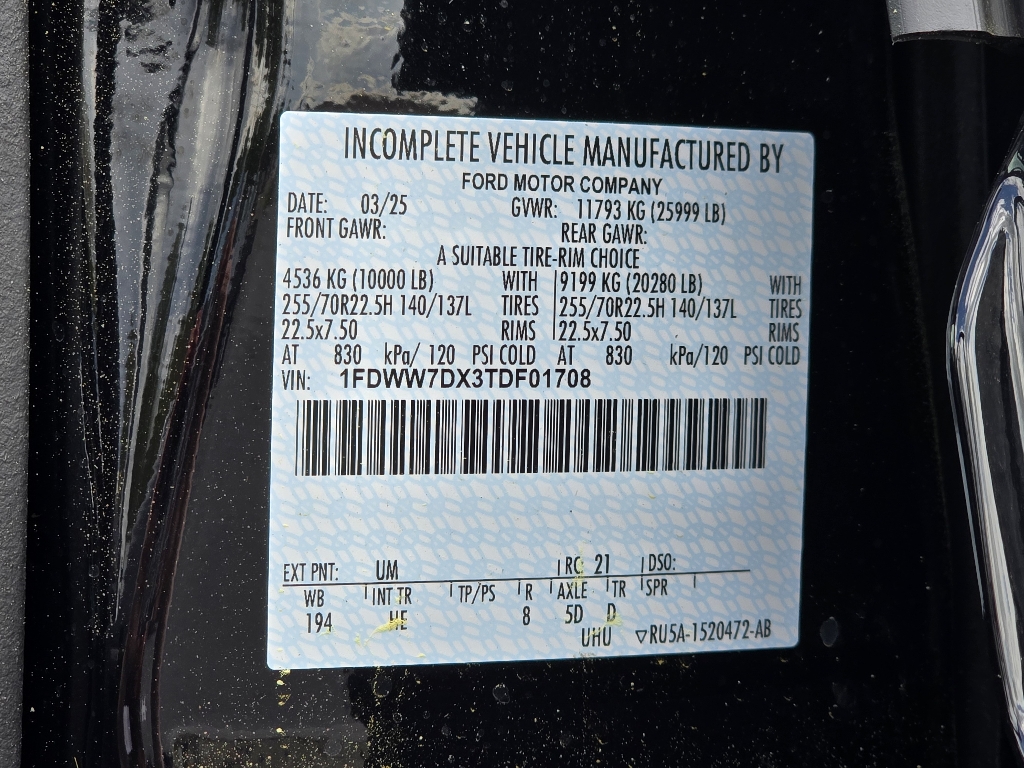 INCOMPLETE VEHICLE MANUFACTURED BY
FORD MOTOR COMPANY
DATE: 03/25 GVWR: 11793 KG (25999 LB)
FRONT GAWR: REAR GAWR:
A SUITABLE TIRE-RIM CHOICE
4536 KG (10000 LB) WITH 9199 KG (20280 LB) WITH
255/70R22.5H 140/137L TIRES 255/70R22.5H 140/137L TIRES
22.5x7.50 RIMS 22.5x7.50 RIMS
AT 830 kPa/ 120 PSI COLD AT 830 kPa/120 PSI COLD
VIN: 1FDWW7DX3TDF01708
EXT PNT: UM RC 21 DSO:
WB INT TR TP/PS R AXLE TR SPR
194 HE 8 5D D
UHU ▽RU5A-1520472-AB